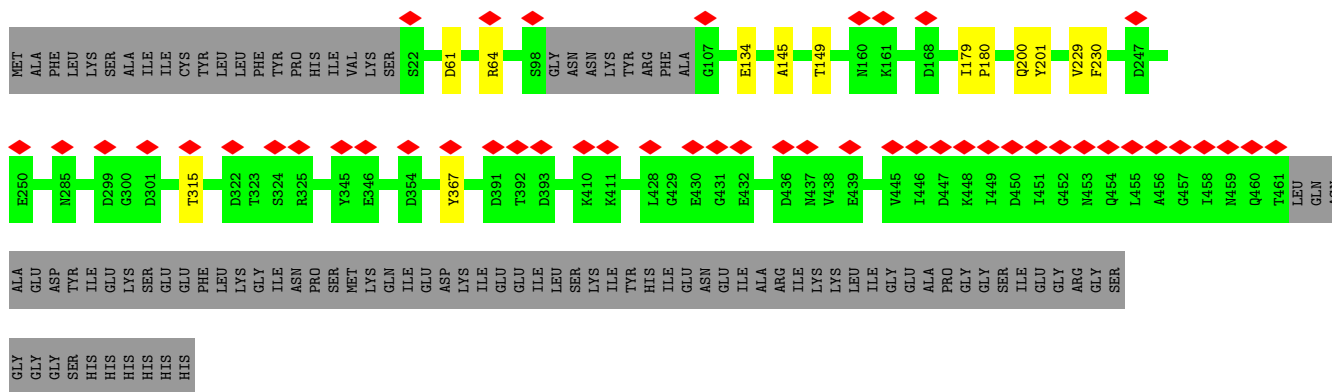 MET ALA PHE LEU LYS SER ALA ILE ILE CYS TYR LEU LEU PHE TYR PRO HIS ILE VAL LYS SER S22 D61 R64 S98 GLY ASN ASN LYS TYR ARG PHE ALA G107 E134 A145 T149 N160 K161 D168 I179 P180 Q200 Y201 V229 F230 D247
E250 N285 D299 G300 D301 T315 D322 T323 S324 R325 Y345 E346 D354 Y367 D391 T392 D393 K410 K411 L428 G429 E430 G431 E432 D436 N437 V438 E439 V445 I446 D447 K448 I449 D450 I451 G452 N453 Q454 L455 A456 G457 I458 N459 Q460 T461 LEU GLN ASN
ALA GLU ASP TYR ILE GLU LYS SER GLU GLU PHE LEU LYS GLY ILE ASN PRO SER MET LYS GLN ILE GLU ASP LYS ILE GLU GLU ILE LEU SER LYS ILE TYR HIS ILE GLU ASN GLU ILE ALA ARG ILE LYS LYS LEU ILE GLY GLU ALA PRO GLY GLY SER ILE GLU GLY ARG GLY SER
GLY GLY GLY SER HIS HIS HIS HIS HIS HIS